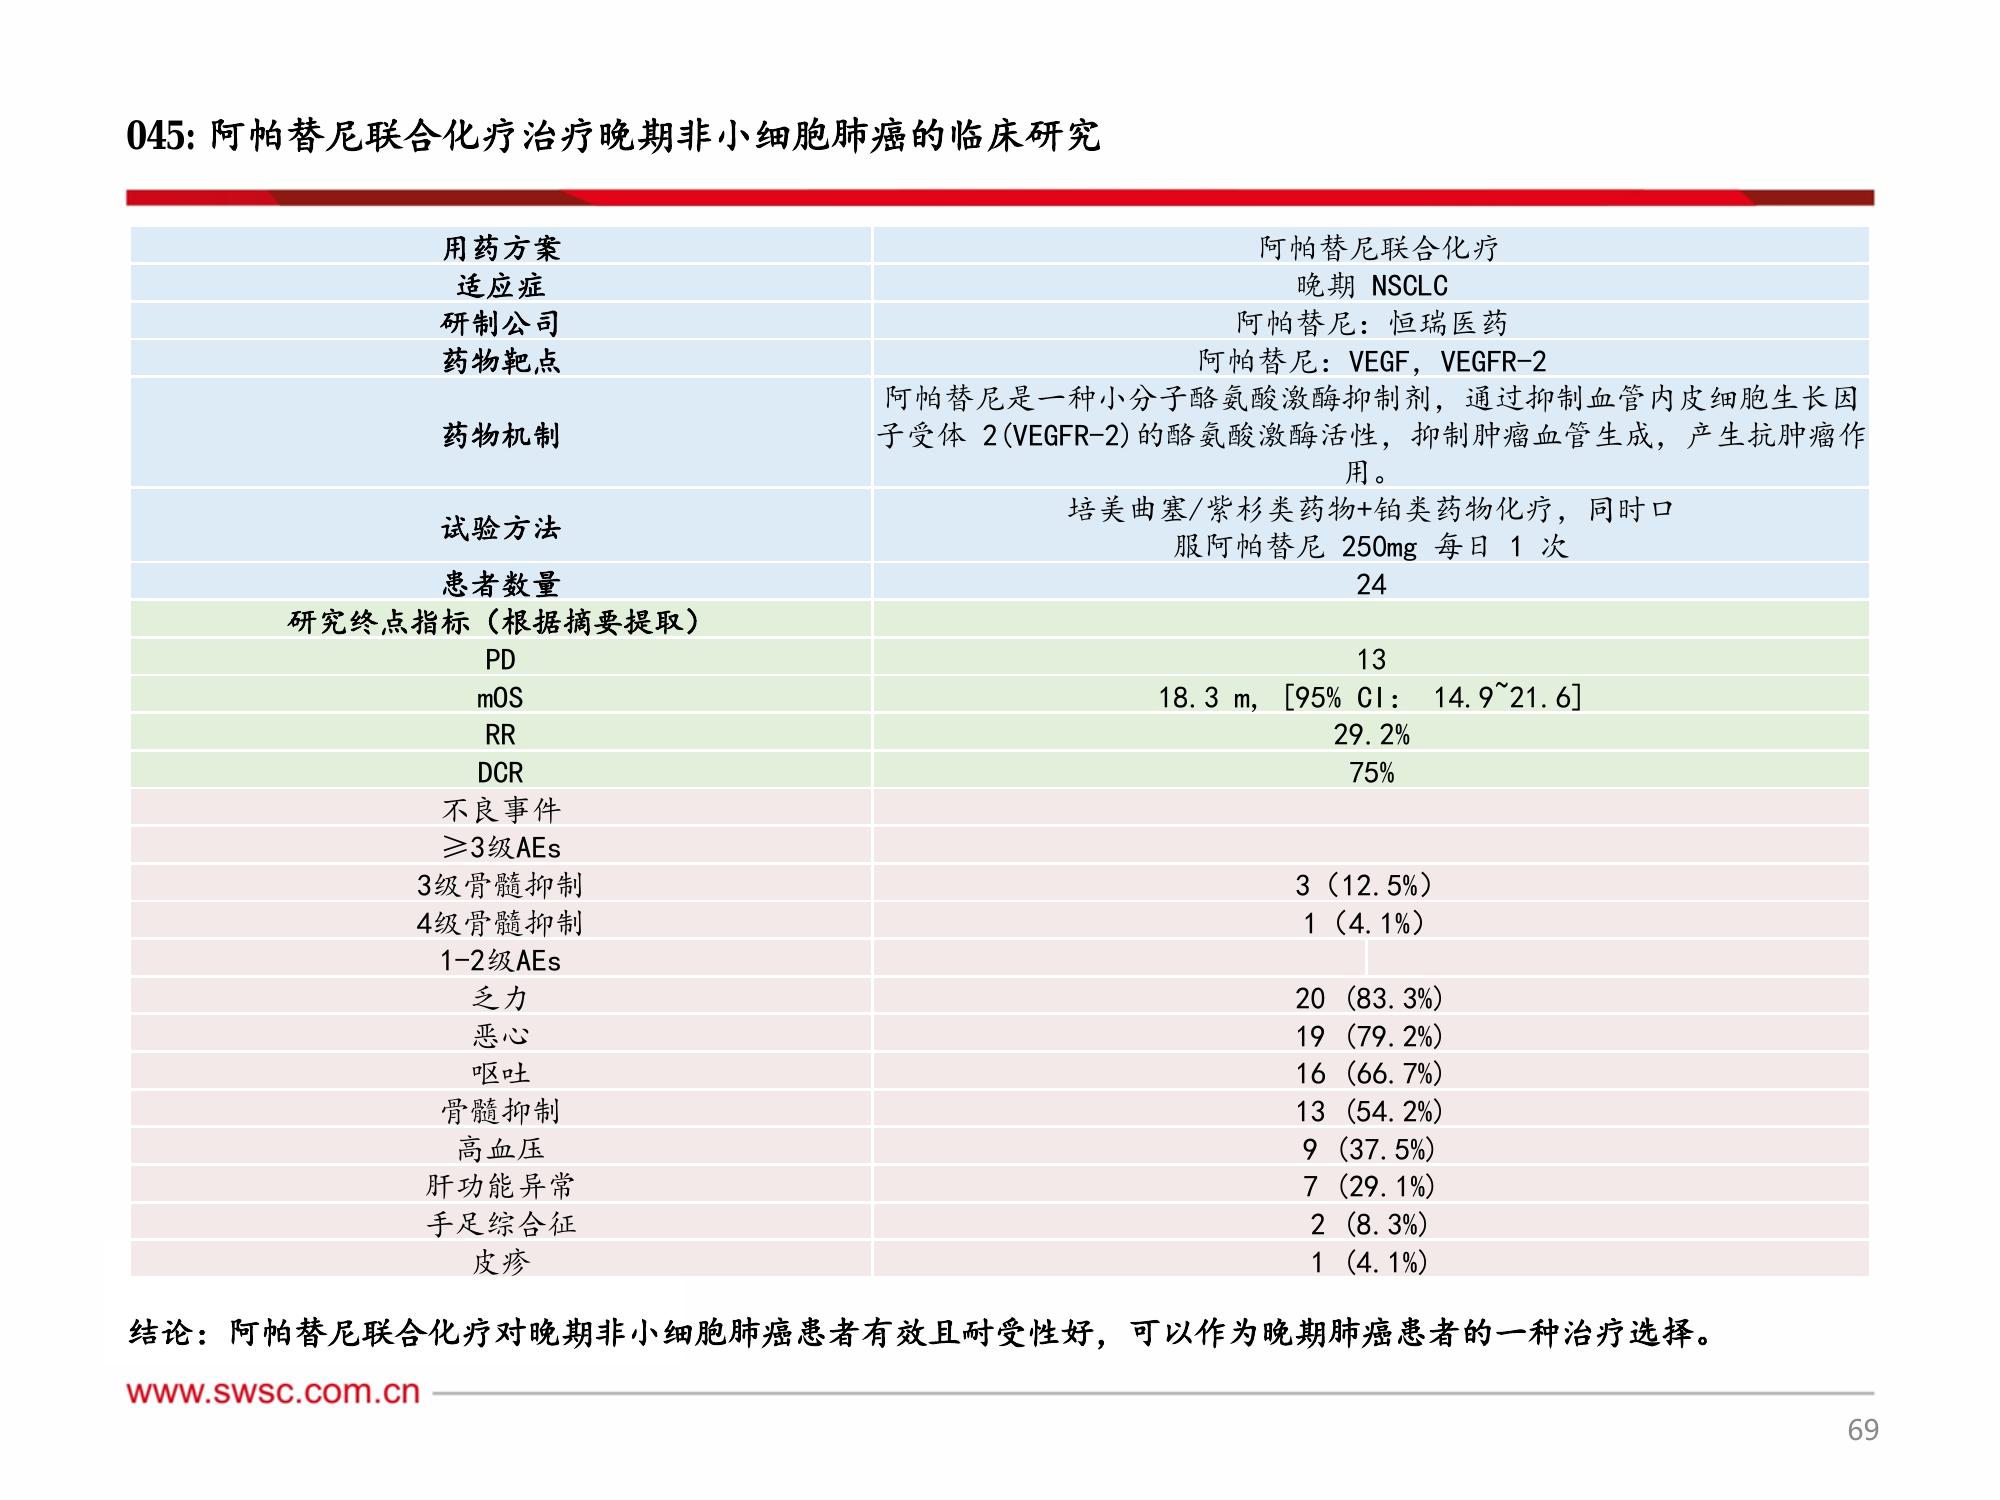 045: 阿帕替尼联合化疗治疗晚期非小细胞肺癌的临床研究
用药方案 阿帕替尼联合化疗
适应症 晚期 NSCLC
研制公司 阿帕替尼：恒瑞医药
药物靶点 阿帕替尼：VEGF，VEGFR-2
药物机制 阿帕替尼是一种小分子酪氨酸激酶抑制剂，通过抑制血管内皮细胞生长因
子受体 2(VEGFR-2)的酪氨酸激酶活性，抑制肿瘤血管生成，产生抗肿瘤作
用。
试验方法 培美曲塞/紫杉类药物+铂类药物化疗，同时口
服阿帕替尼 250mg 每日 1 次
患者数量 24
研究终点指标（根据摘要提取）
PD 13
mOS 18.3 m, [95% CI： 14.9~21.6]
RR 29.2%
DCR 75%
不良事件
≥3级AEs
3级骨髓抑制 3（12.5%）
4级骨髓抑制 1（4.1%）
1-2级AEs
乏力 20 (83.3%)
恶心 19 (79.2%)
呕吐 16 (66.7%)
骨髓抑制 13 (54.2%)
高血压 9 (37.5%)
肝功能异常 7 (29.1%)
手足综合征 2 (8.3%)
皮疹 1 (4.1%)
结论：阿帕替尼联合化疗对晚期非小细胞肺癌患者有效且耐受性好，可以作为晚期肺癌患者的一种治疗选择。
www.swsc.com.cn
69